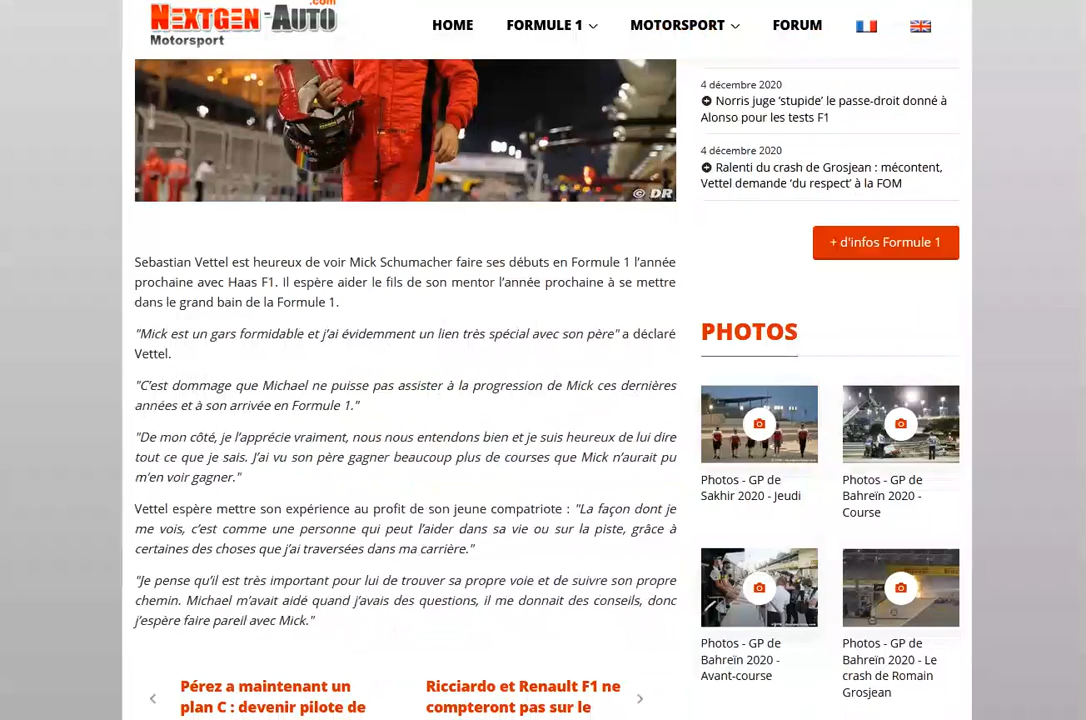 .com
NEXTGEN-AUTO
Motorsport
HOME
FORMULE 1
MOTORSPORT
FORUM
© DR
Sebastian Vettel est heureux de voir Mick Schumacher faire ses débuts en Formule 1 l’année
prochaine avec Haas F1. Il espère aider le fils de son mentor l’année prochaine à se mettre
dans le grand bain de la Formule 1.
"Mick est un gars formidable et j’ai évidemment un lien très spécial avec son père" a déclaré
Vettel.
"C’est dommage que Michael ne puisse pas assister à la progression de Mick ces dernières
années et à son arrivée en Formule 1."
"De mon côté, je l’apprécie vraiment, nous nous entendons bien et je suis heureux de lui dire
tout ce que je sais. J’ai vu son père gagner beaucoup plus de courses que Mick n’aurait pu
m’en voir gagner."
Vettel espère mettre son expérience au profit de son jeune compatriote : "La façon dont je
me vois, c’est comme une personne qui peut l’aider dans sa vie ou sur la piste, grâce à
certaines des choses que j’ai traversées dans ma carrière."
"Je pense qu’il est très important pour lui de trouver sa propre voie et de suivre son propre
chemin. Michael m’avait aidé quand j’avais des questions, il me donnait des conseils, donc
j’espère faire pareil avec Mick."
Pérez a maintenant un
plan C : devenir pilote de
Ricciardo et Renault F1 ne
compteront pas sur le
4 décembre 2020
Norris juge ‘stupide’ le passe-droit donné à
Alonso pour les tests F1
4 décembre 2020
Ralenti du crash de Grosjean : mécontent,
Vettel demande ‘du respect’ à la FOM
+ d'infos Formule 1
PHOTOS
Photos - GP de
Sakhir 2020 - Jeudi
Photos - GP de
Bahreïn 2020 -
Course
Photos - GP de
Bahreïn 2020 -
Avant-course
Photos - GP de
Bahreïn 2020 - Le
crash de Romain
Grosjean